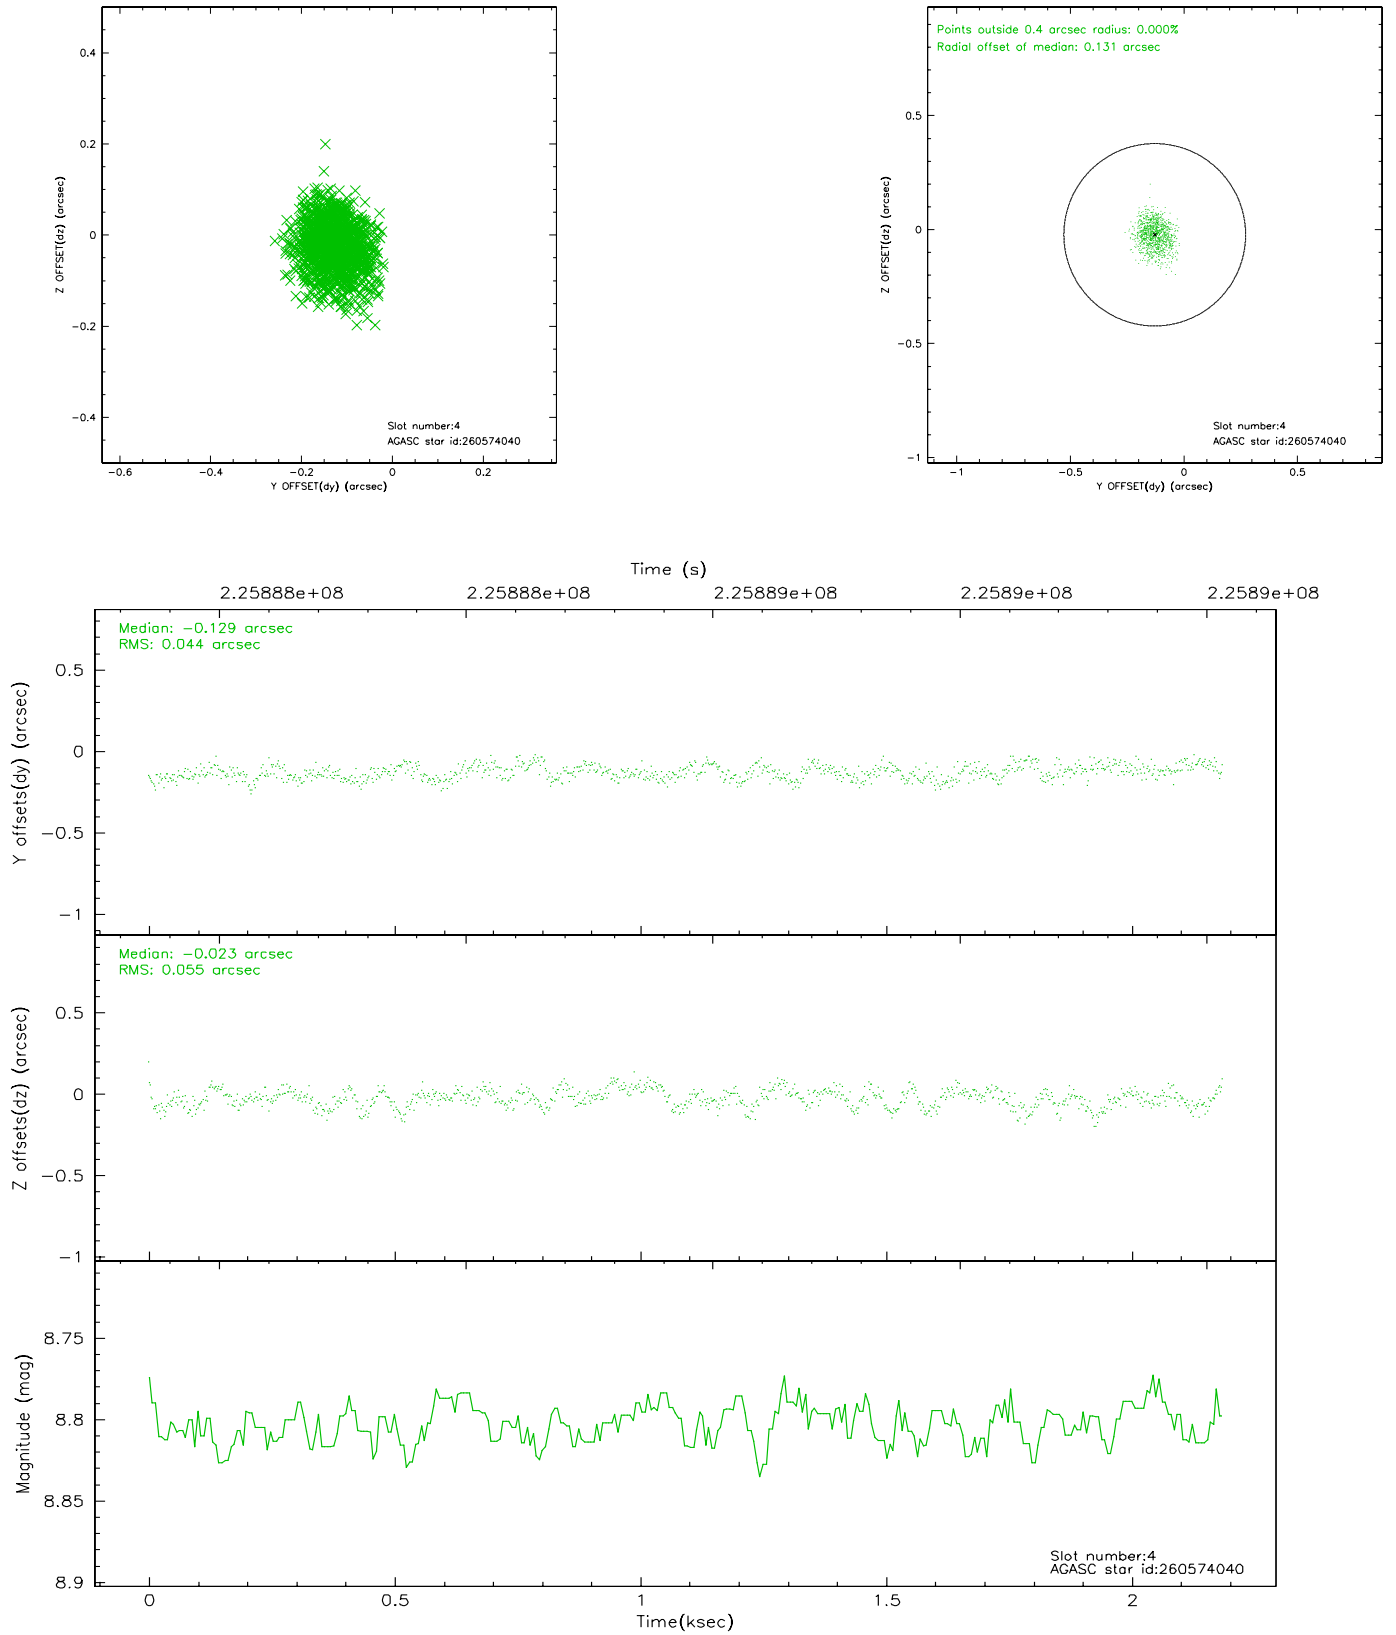 0.4
0.2
0
−0.2
−0.4
Z OFFSET(dz) (arcsec)
Slot number:4
AGASC star id:260574040
−0.6
−0.4
−0.2
0
0.2
Y OFFSET(dy) (arcsec)
Points outside 0.4 arcsec radius: 0.000%
Radial offset of median: 0.131 arcsec
0.5
0
−0.5
−1
Z OFFSET(dz) (arcsec)
Slot number:4
AGASC star id:260574040
−1
−0.5
0
0.5
Y OFFSET(dy) (arcsec)
Time (s)
2.25888e+08
2.25888e+08
2.25889e+08
2.2589e+08
2.2589e+08
Median: −0.129 arcsec
RMS: 0.044 arcsec
0.5
0
−0.5
−1
Y offsets(dy) (arcsec)
Median: −0.023 arcsec
RMS: 0.055 arcsec
0.5
0
−0.5
−1
Z offsets(dz) (arcsec)
8.75
8.8
8.85
8.9
Magnitude (mag)
Slot number:4
AGASC star id:260574040
0
0.5
1
1.5
2
Time(ksec)